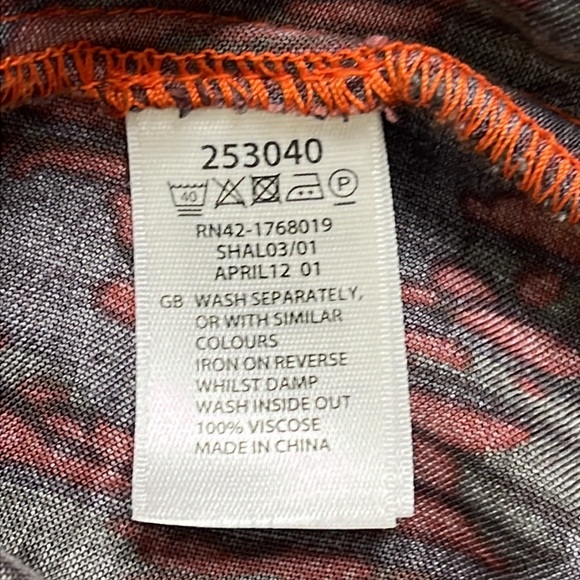 253040
40 P
RN42-1768019
SHAL03/01
APRIL12 01
GB WASH SEPARATELY,
OR WITH SIMILAR
COLOURS
IRON ON REVERSE
WHILST DAMP
WASH INSIDE OUT
100% VISCOSE
MADE IN CHINA